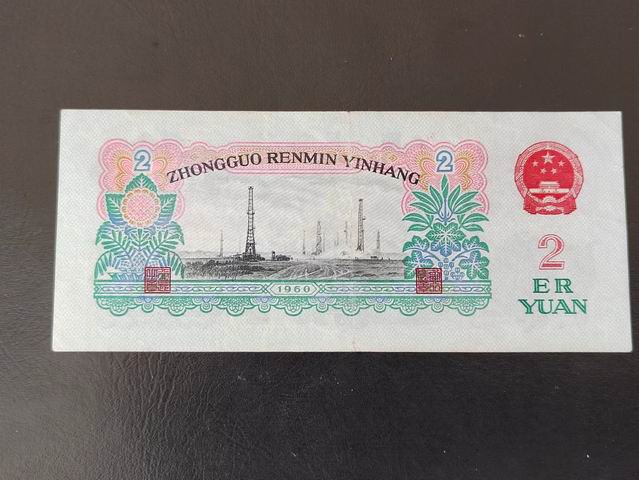 2
ZHONGGUO RENMIN YINHANG
2
1960
2
ER
YUAN